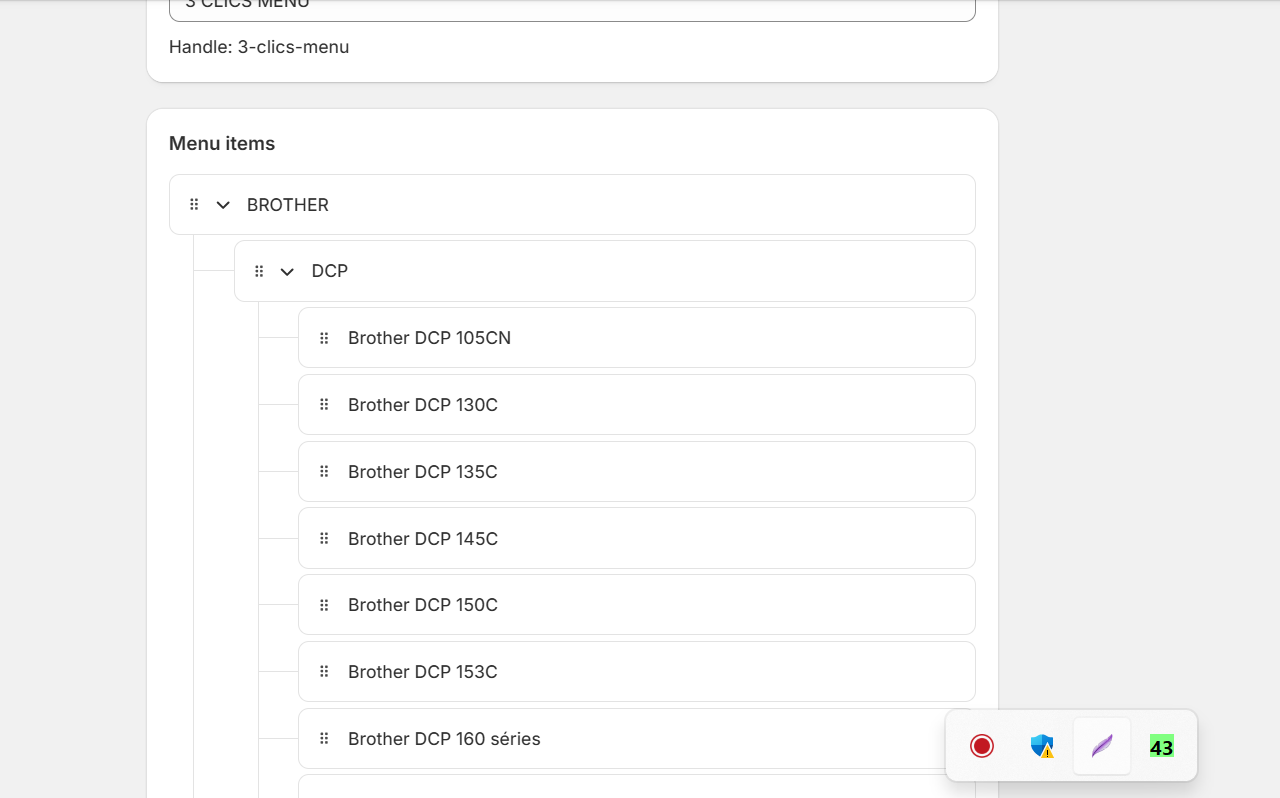 3 CLICS MENU
Handle: 3-clics-menu
Menu items
BROTHER
DCP
Brother DCP 105CN
Brother DCP 130C
Brother DCP 135C
Brother DCP 145C
Brother DCP 150C
Brother DCP 153C
Brother DCP 160 séries
43